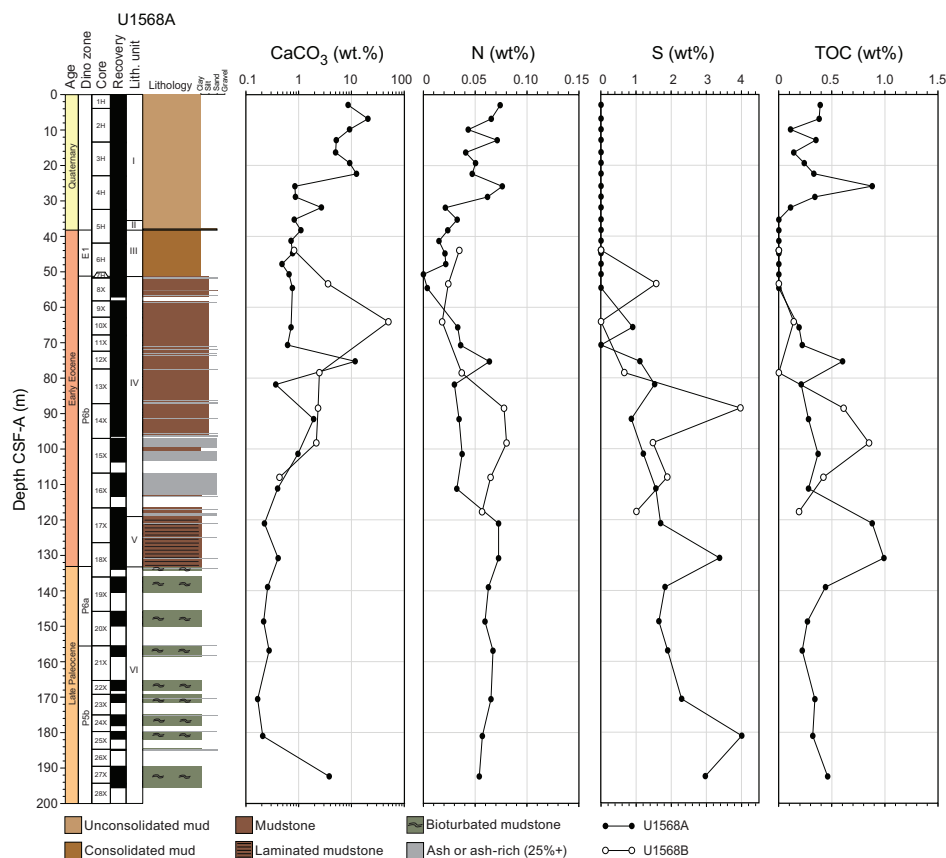 U1568A
Age
Dino zone
Core
Recovery
Lith. unit
Lithology
Clay
Silt
Sand
Gravel
CaCO3 (wt.%)
N (wt%)
S (wt%)
TOC (wt%)
0.1 1 10 100
0 0.05 0.10 0.15
0 1 2 3 4
0 0.5 1.0 1.5
Depth CSF-A (m)
0
10
20
30
40
50
60
70
80
90
100
110
120
130
140
150
160
170
180
190
200
Quaternary
Early Eocene
Late Paleocene
E1
P6b
P6a
P5b
1H
2H
3H
4H
5H
6H
7H
8X
9X
10X
11X
12X
13X
14X
15X
16X
17X
18X
19X
20X
21X
22X
23X
24X
25X
26X
27X
28X
I
II
III
IV
V
VI
Unconsolidated mud
Mudstone
Bioturbated mudstone
U1568A
Consolidated mud
Laminated mudstone
Ash or ash-rich (25%+)
U1568B